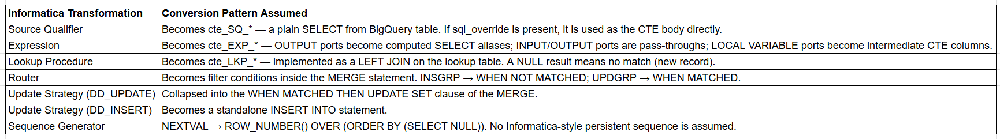 Informatica Transformation Conversion Pattern Assumed
Source Qualifier Becomes cte_SQ_* — a plain SELECT from BigQuery table. If sql_override is present, it is used as the CTE body directly.
Expression Becomes cte_EXP_* — OUTPUT ports become computed SELECT aliases; INPUT/OUTPUT ports are pass-throughs; LOCAL VARIABLE ports become intermediate CTE columns.
Lookup Procedure Becomes cte_LKP_* — implemented as a LEFT JOIN on the lookup table. A NULL result means no match (new record).
Router Becomes filter conditions inside the MERGE statement. INSGRP → WHEN NOT MATCHED; UPDGRP → WHEN MATCHED.
Update Strategy (DD_UPDATE) Collapsed into the WHEN MATCHED THEN UPDATE SET clause of the MERGE.
Update Strategy (DD_INSERT) Becomes a standalone INSERT INTO statement.
Sequence Generator NEXTVAL → ROW_NUMBER() OVER (ORDER BY (SELECT NULL)). No Informatica-style persistent sequence is assumed.